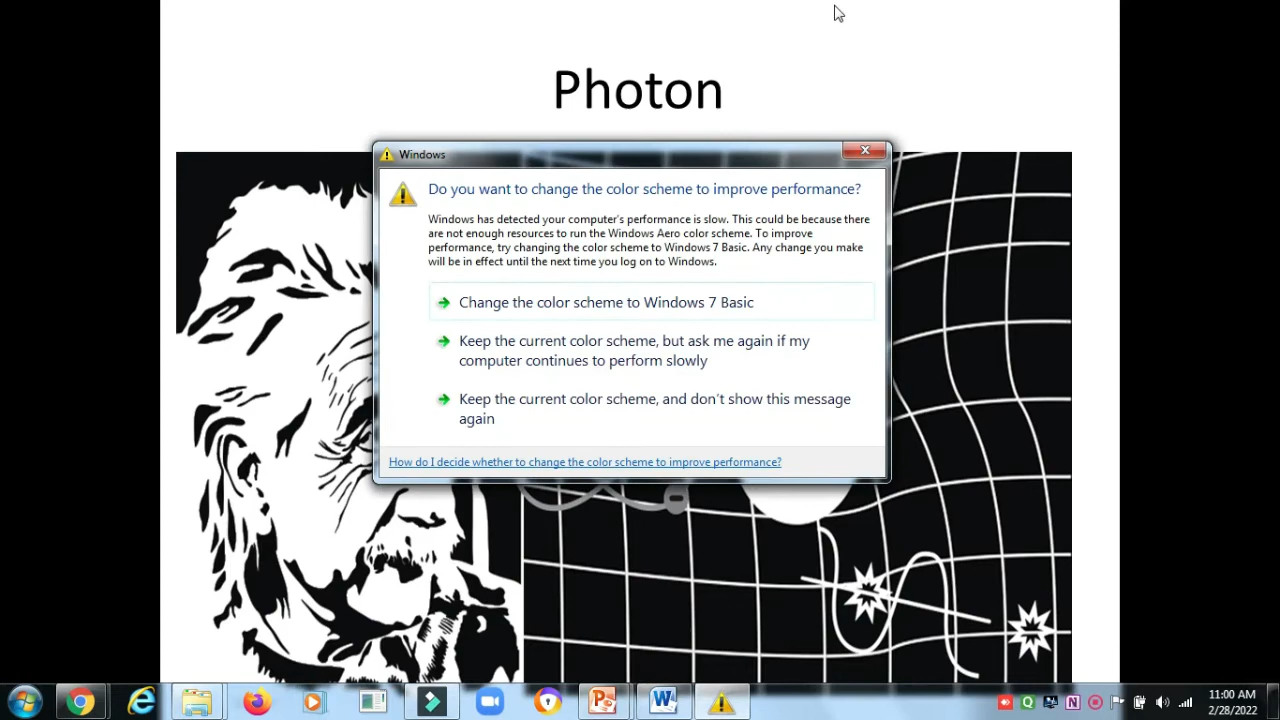 Photon
Windows
Do you want to change the color scheme to improve performance?
Windows has detected your computer's performance is slow. This could be because there
are not enough resources to run the Windows Aero color scheme. To improve
performance, try changing the color scheme to Windows 7 Basic. Any change you make
will be in effect until the next time you log on to Windows.
Change the color scheme to Windows 7 Basic
Keep the current color scheme, but ask me again if my
computer continues to perform slowly
Keep the current color scheme, and don't show this message
again
How do I decide whether to change the color scheme to improve performance?
11:00 AM
2/28/2022